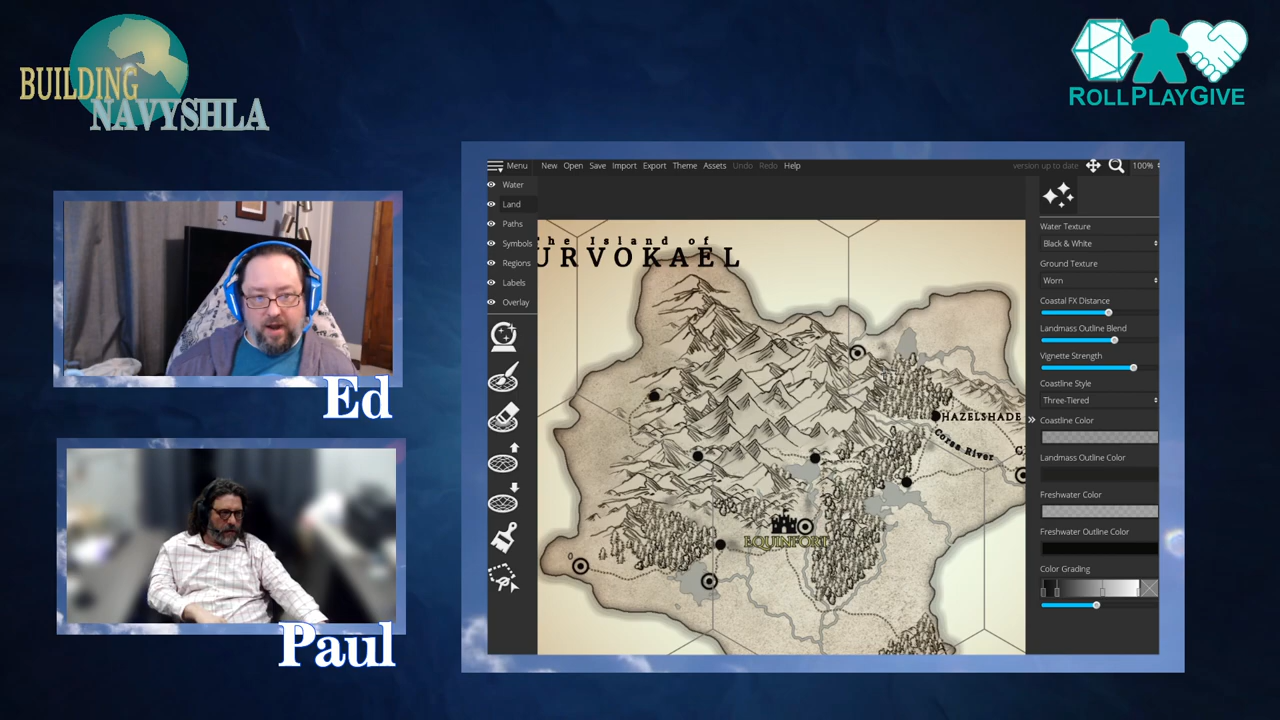 BUILDING
NAVYSHLA
ROLLPLAYGIVE
Ed
Paul
Menu New Open Save Import Export Theme Assets Undo Redo Help version up to date 100%
Water
Land
Paths
Symbols
Regions
Labels
Overlay
he Island of
URVOKAEL
HAZELSHADE
Corse River
EQUINFORT
Water Texture
Black & White
Ground Texture
Worn
Coastal FX Distance
Landmass Outline Blend
Vignette Strength
Coastline Style
Three-Tiered
Coastline Color
Landmass Outline Color
Freshwater Color
Freshwater Outline Color
Color Grading